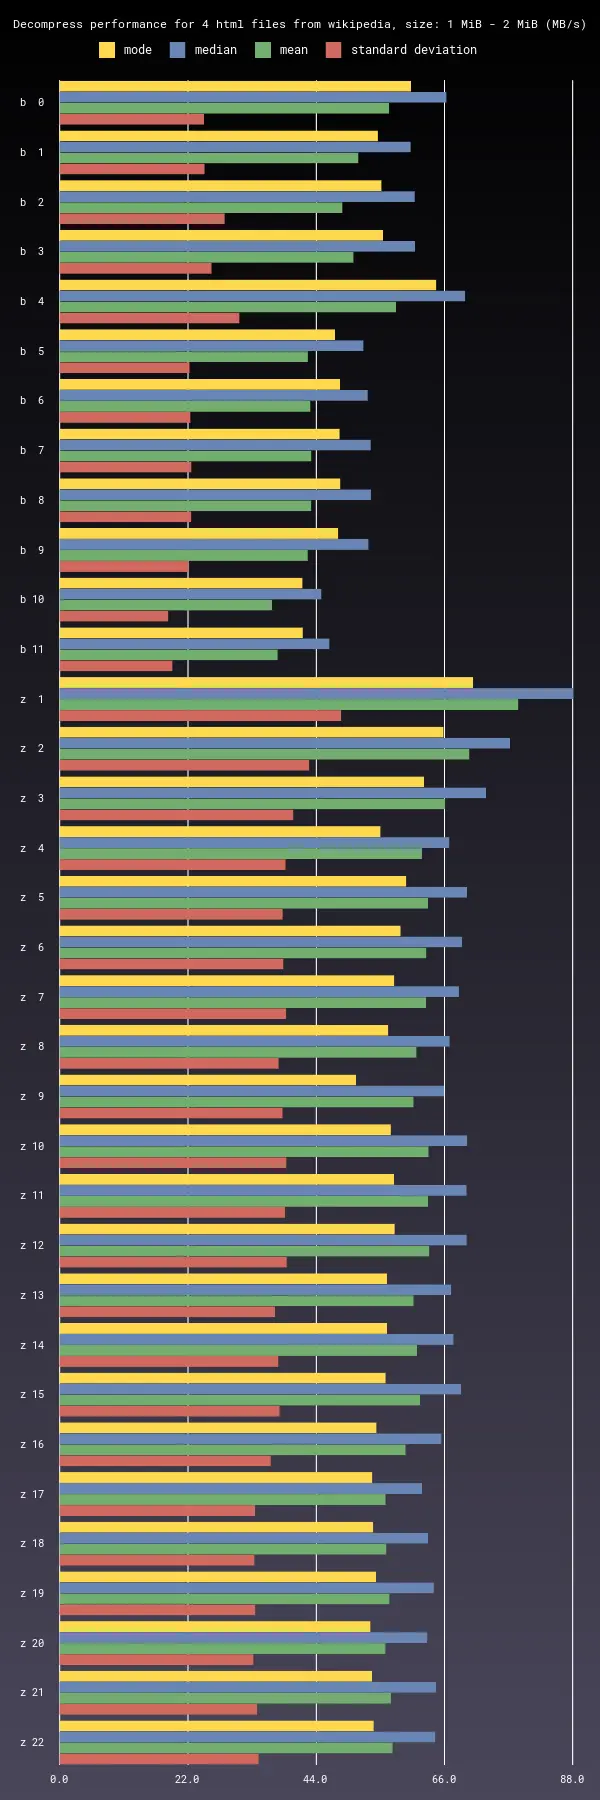 Decompress performance for 4 html files from wikipedia, size: 1 MiB - 2 MiB (MB/s)
mode median mean standard deviation
b 0
b 1
b 2
b 3
b 4
b 5
b 6
b 7
b 8
b 9
b 10
b 11
z 1
z 2
z 3
z 4
z 5
z 6
z 7
z 8
z 9
z 10
z 11
z 12
z 13
z 14
z 15
z 16
z 17
z 18
z 19
z 20
z 21
z 22
0.0 22.0 44.0 66.0 88.0